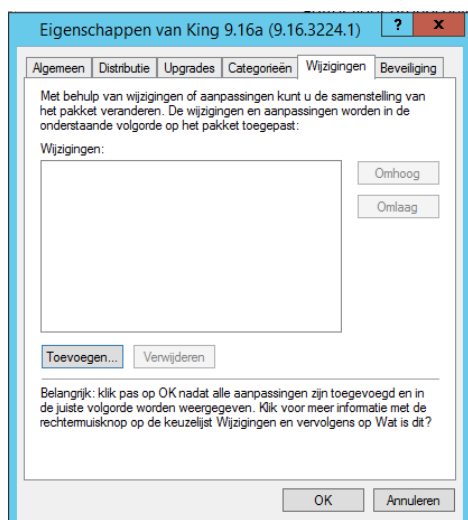 Eigenschappen van King 9.16a (9.16.3224.1)
? x
Algemeen Distributie Upgrades Categorieën Wijzigingen Beveiliging
Met behulp van wijzigingen of aanpassingen kunt u de samenstelling van
het pakket veranderen. De wijzigingen en aanpassingen worden in de
onderstaande volgorde op het pakket toegepast:
Wijzigingen:
Omhoog
Omlaag
Toevoegen... Verwijderen
Belangrijk: klik pas op OK nadat alle aanpassingen zijn toegevoegd en in
de juiste volgorde worden weergegeven. Klik voor meer informatie met de
rechtermuisknop op de keuzelijst Wijzigingen en vervolgens op Wat is dit?
OK Annuleren